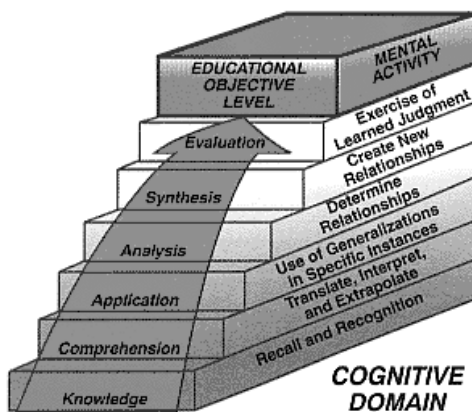 EDUCATIONAL
OBJECTIVE
LEVEL
MENTAL
ACTIVITY
Evaluation
Exercise of
Learned Judgment
Synthesis
Create New
Relationships
Analysis
Determine
Relationships
Application
Use of Generalizations
in Specific Instances
Comprehension
Translate, Interpret,
and Extrapolate
Knowledge
Recall and Recognition
COGNITIVE
DOMAIN